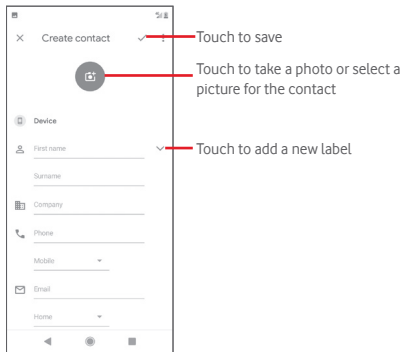 Create contact
Touch to save
Touch to take a photo or select a
picture for the contact
Device
First name
Touch to add a new label
Surname
Company
Phone
Mobile
Email
Home